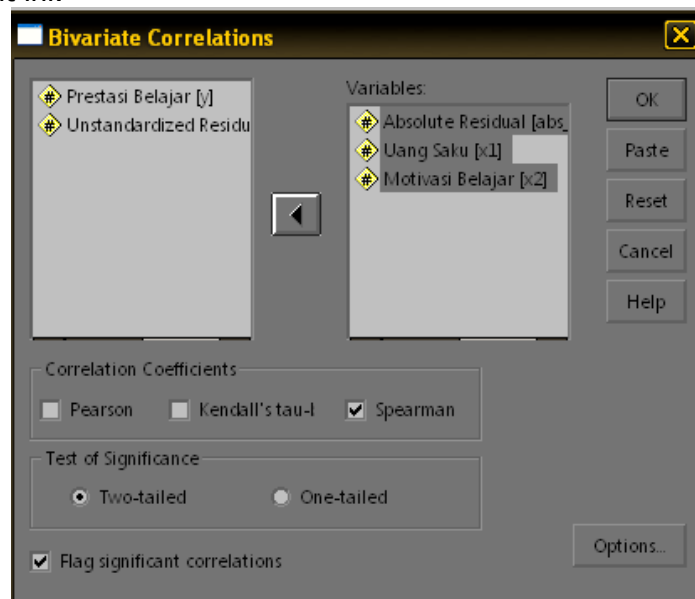 Bivariate Correlations
Prestasi Belajar [y]
Unstandardized Residu
Variables:
Absolute Residual [abs_
Uang Saku [x1]
Motivasi Belajar [x2]
OK
Paste
Reset
Cancel
Help
Correlation Coefficients
Pearson
Kendall's tau-b
Spearman
Test of Significance
Two-tailed
One-tailed
Flag significant correlations
Options...